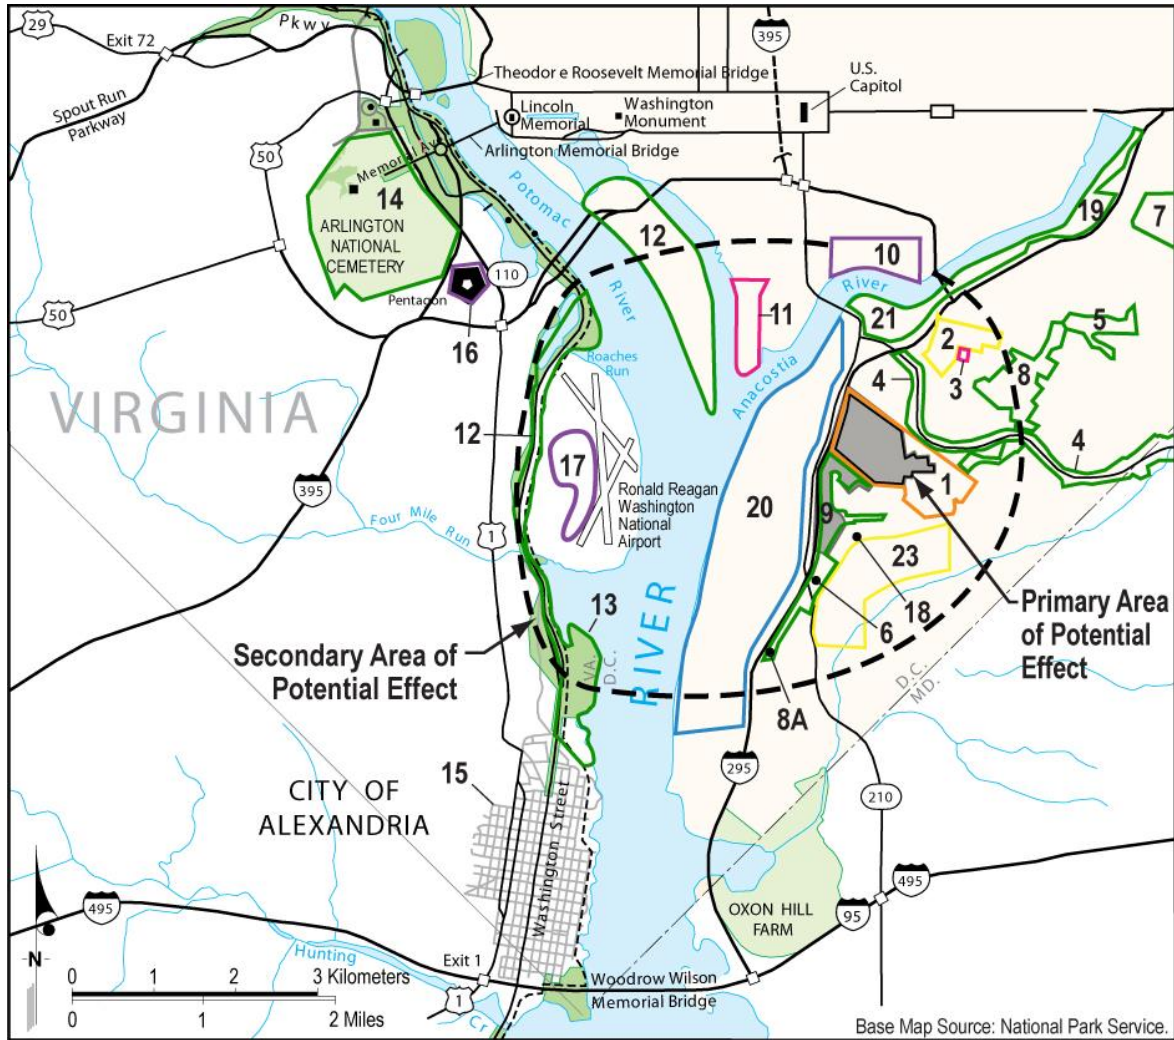 29
Pkwy
Exit 72
395
Theodore Roosevelt Memorial Bridge
U.S.
Capitol
Spout Run
Parkway
Lincoln
Memorial
Washington
Monument
50
Memorial Av
Arlington Memorial Bridge
14
ARLINGTON
NATIONAL
CEMETERY
Potomac
River
12
10
19
7
River
Pentagon
110
50
16
11
21
2
5
3
8
Roaches
Run
Anacostia
4
VIRGINIA
12
17
4
1
395
Ronald Reagan
Washington
National
Airport
20
9
Four Mile Run
1
23
13
18
6
Primary Area
of Potential
Effect
Secondary Area of
Potential Effect
VA.
D.C.
RIVER
D.C.
MD.
8A
15
295
210
CITY OF
ALEXANDRIA
Washington Street
495
495
95
OXON HILL
FARM
N
Hunting
Cr
Exit 1
1
Woodrow Wilson
Memorial Bridge
0 1 2 3 Kilometers
0 1 2 Miles
Base Map Source: National Park Service.